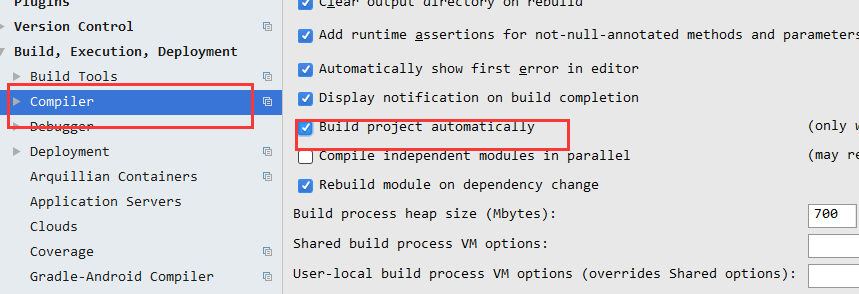 Plugins
Version Control
Build, Execution, Deployment
Build Tools
Compiler
Debugger
Deployment
Arquillian Containers
Application Servers
Clouds
Coverage
Gradle-Android Compiler
Clear output directory on rebuild
Add runtime assertions for not-null-annotated methods and parameters
Automatically show first error in editor
Display notification on build completion
Build project automatically (only w
Compile independent modules in parallel (may re
Rebuild module on dependency change
Build process heap size (Mbytes): 700
Shared build process VM options:
User-local build process VM options (overrides Shared options):